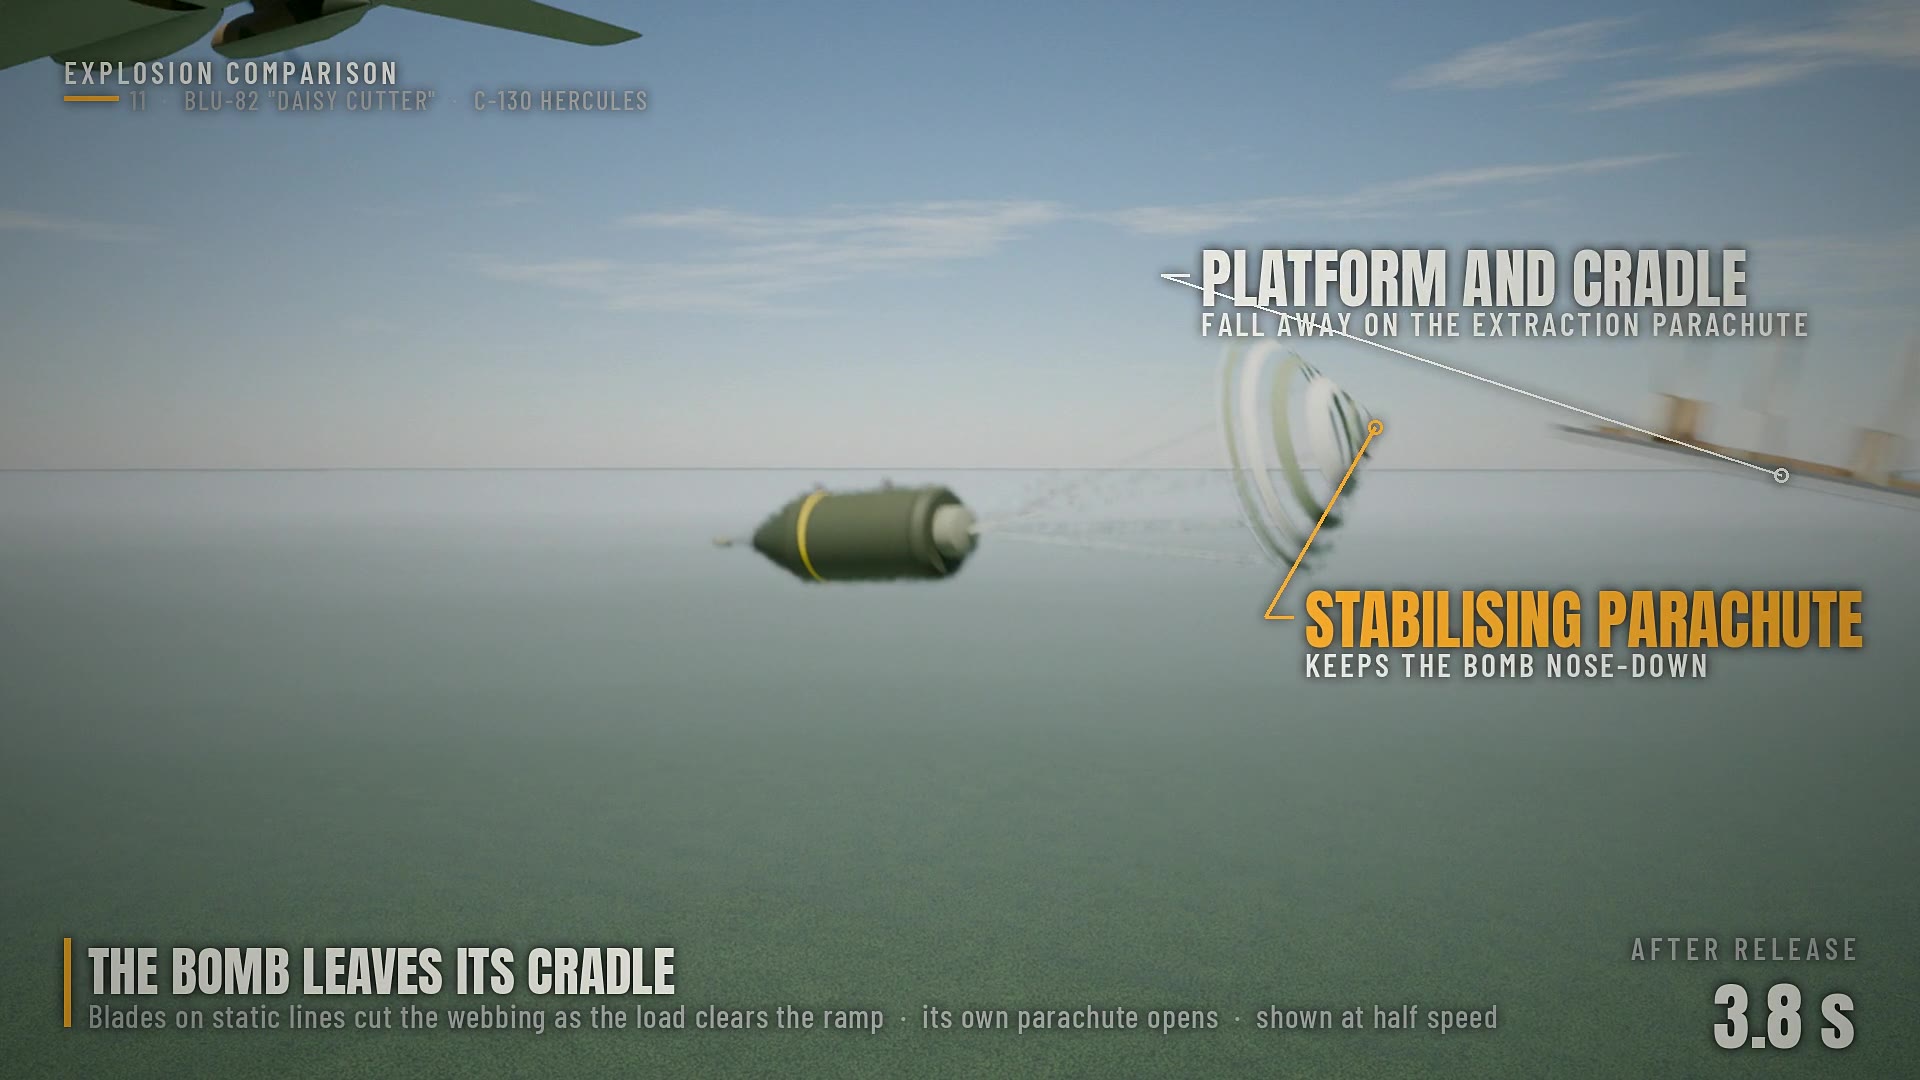 EXPLOSION COMPARISON
11 · BLU-82 "DAISY CUTTER" · C-130 HERCULES
PLATFORM AND CRADLE
FALL AWAY ON THE EXTRACTION PARACHUTE
STABILISING PARACHUTE
KEEPS THE BOMB NOSE-DOWN
THE BOMB LEAVES ITS CRADLE
Blades on static lines cut the webbing as the load clears the ramp · its own parachute opens · shown at half speed
AFTER RELEASE
3.8 s